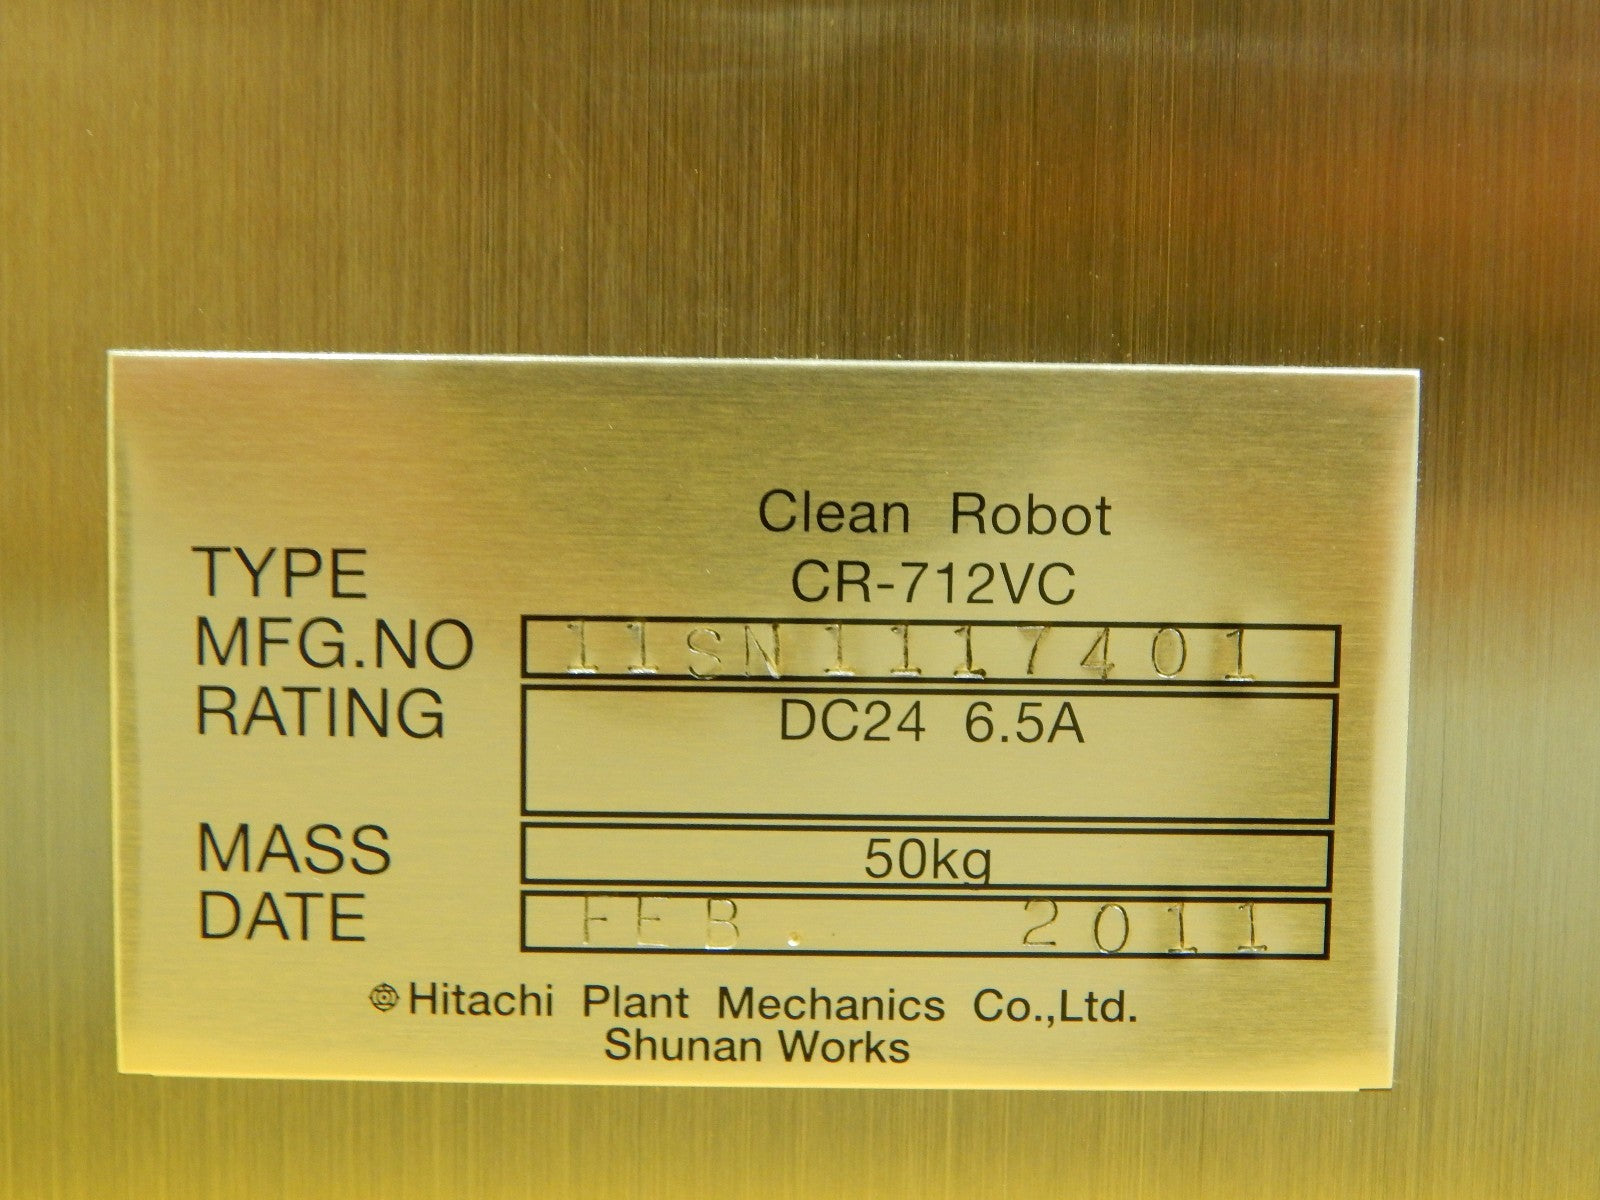 Clean Robot
TYPE CR-712VC
MFG.NO 11SN1117401
RATING DC24 6.5A
MASS 50kg
DATE FEB. 2011
Hitachi Plant Mechanics Co.,Ltd.
Shunan Works